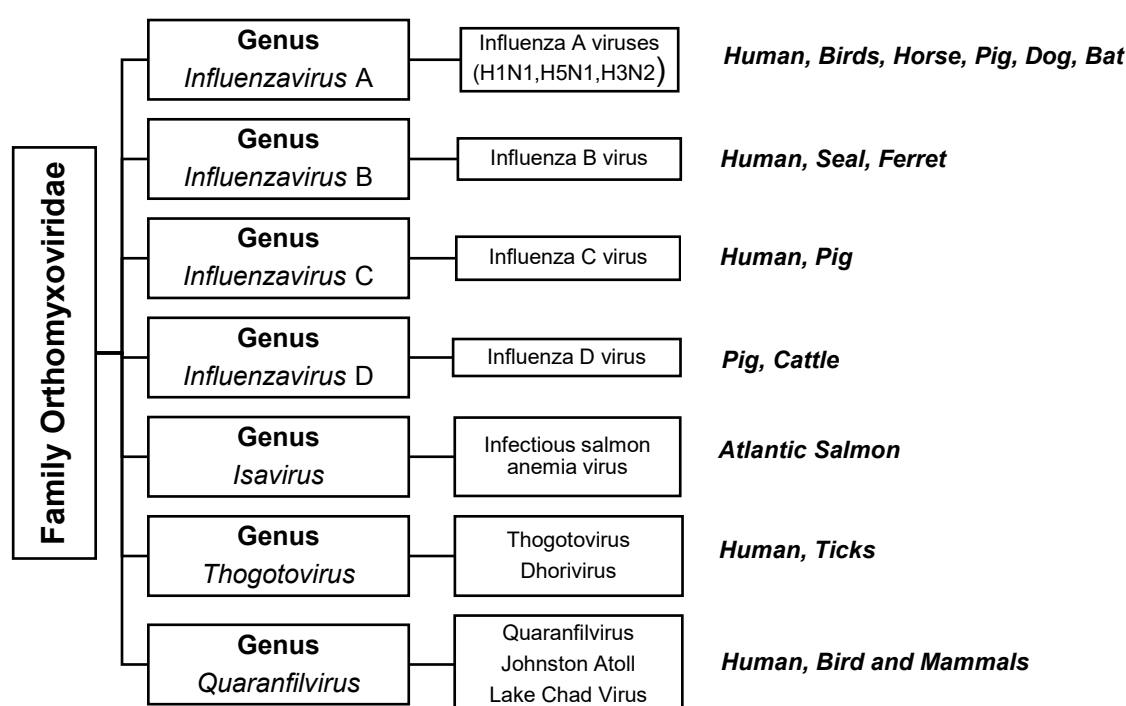 Family Orthomyxoviridae
Genus
Influenzavirus A
Influenza A viruses
(H1N1,H5N1,H3N2)
Human, Birds, Horse, Pig, Dog, Bat
Genus
Influenzavirus B
Influenza B virus
Human, Seal, Ferret
Genus
Influenzavirus C
Influenza C virus
Human, Pig
Genus
Influenzavirus D
Influenza D virus
Pig, Cattle
Genus
Isavirus
Infectious salmon
anemia virus
Atlantic Salmon
Genus
Thogotovirus
Thogotovirus
Dhorivirus
Human, Ticks
Genus
Quaranfilvirus
Quaranfilvirus
Johnston Atoll
Lake Chad Virus
Human, Bird and Mammals